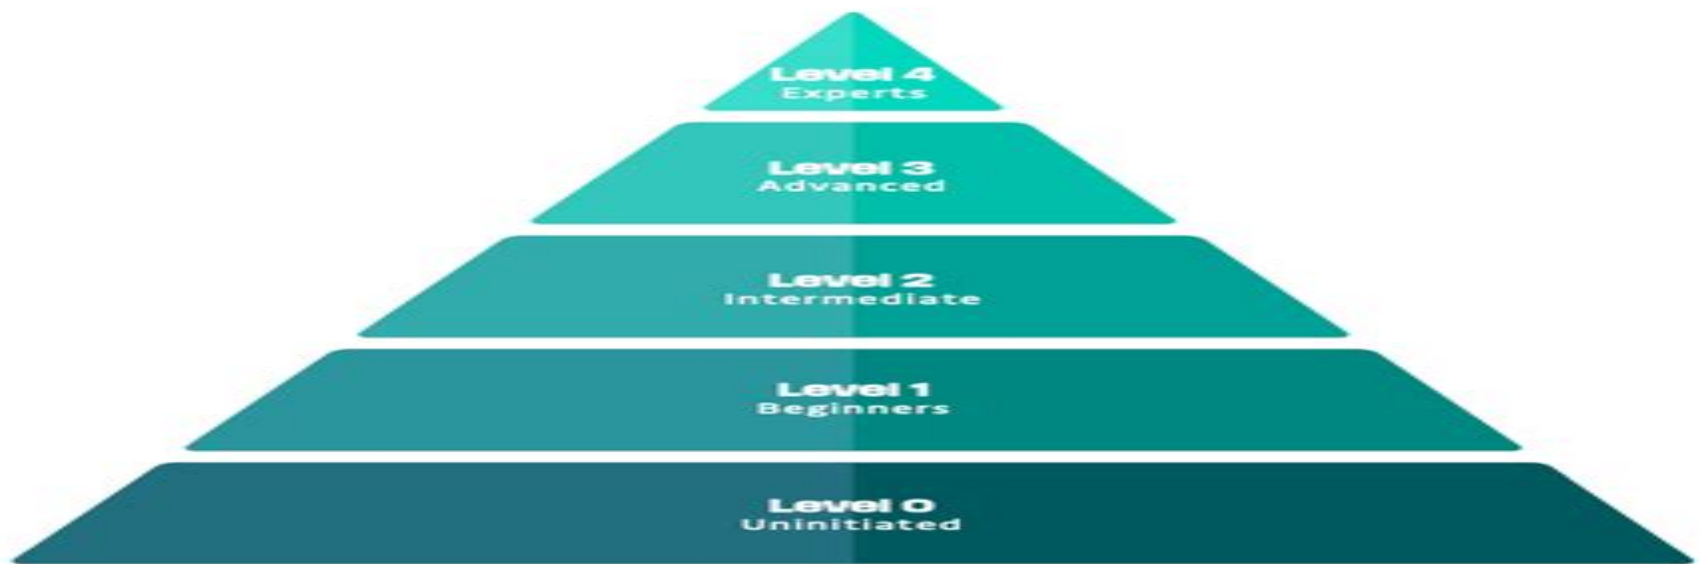 Level 4
Experts
Level 3
Advanced
Level 2
Intermediate
Level 1
Beginners
Level 0
Uninitiated